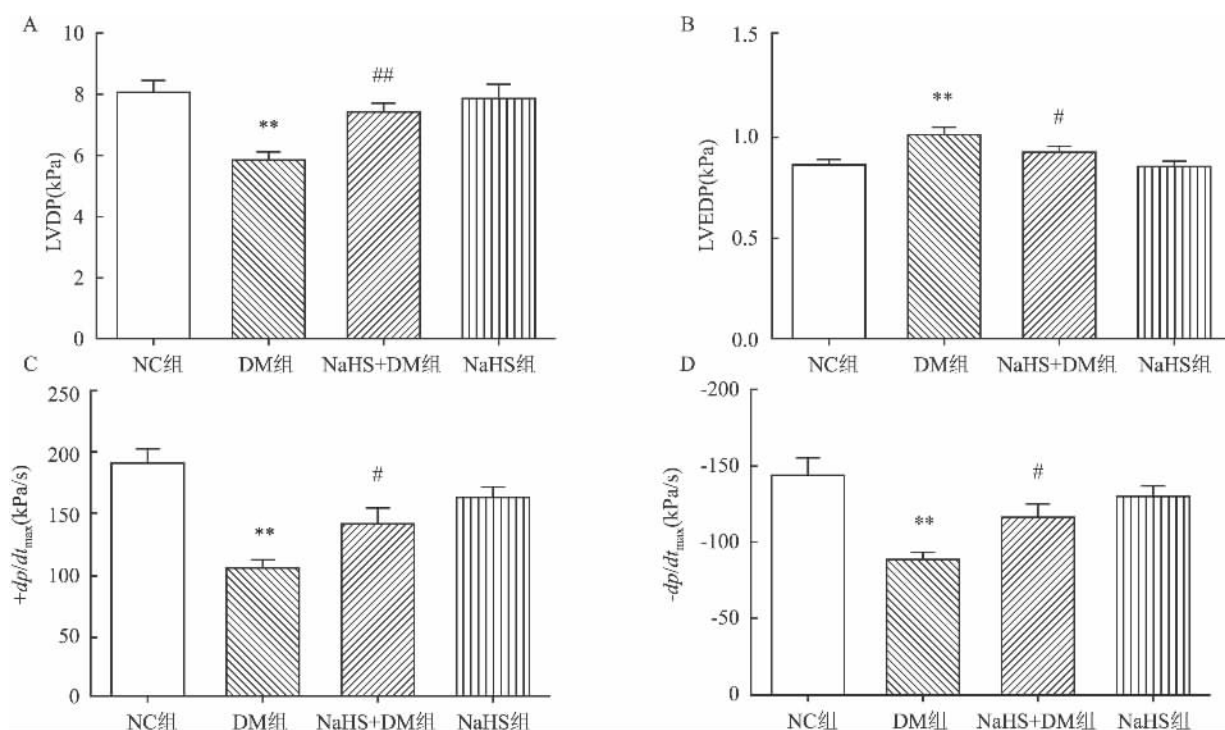 A
LVDP(kPa)
10
8
6
4
2
0
**
##
NC组 DM组 NaHS+DM组 NaHS组
B
LVEDP(kPa)
1.5
1.0
0.5
0.0
**
#
NC组 DM组 NaHS+DM组 NaHS组
C
+dp/dtmax(kPa/s)
250
200
150
100
50
0
**
#
NC组 DM组 NaHS+DM组 NaHS组
D
-dp/dtmax(kPa/s)
-200
-150
-100
-50
-0
**
#
NC组 DM组 NaHS+DM组 NaHS组